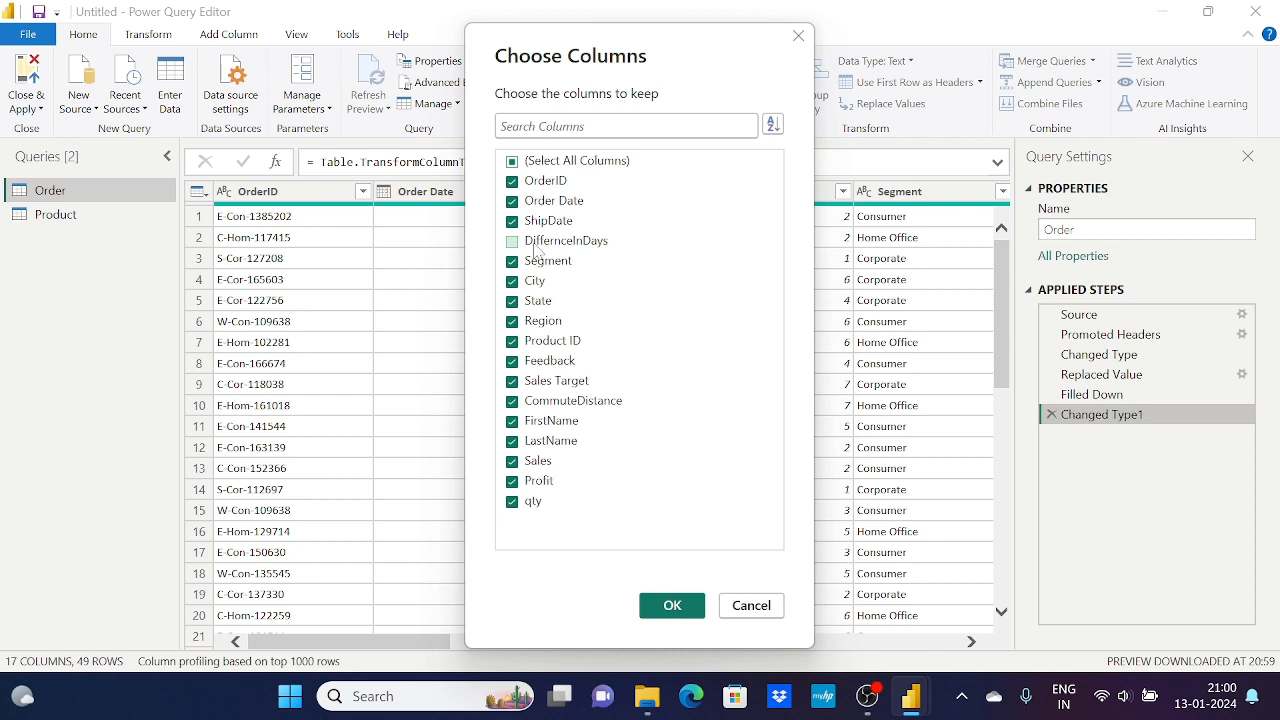 Untitled - Power Query Editor
File Home Transform Add Column View Tools Help
Close & Apply
Close
New Source
Recent Sources
Enter Data
New Query
Data source settings
Data Sources
Manage Parameters
Parameters
Refresh Preview
Properties
Advanced E
Manage
Query
Data Type: Text
Use First Row as Headers
Replace Values
Transform
Merge Queries
Append Queries
Combine Files
Combine
Text Analytics
Vision
Azure Machine Learning
AI Insights
Queries [2]
Order
Product
= Table.TransformColumnT
OrderID Order Date Segment
1 E-Con-1385202 2 Consumer
2 C-Hom-117415 2 Home Office
3 S-Cor-127208 1 Corporate
4 E-Cor-165603 6 Corporate
5 E-Cor-122756 4 Corporate
6 W-Con-109638 6 Consumer
7 E-Hom-102281 6 Home Office
8 E-Con-166674 4 Consumer
9 C-Cor-118038 7 Corporate
10 E-Hom-161018 7 Home Office
11 E-Con-141544 5 Consumer
12 E-Con-163139 2 Consumer
13 C-Con-152366 2 Consumer
14 S-Cor-112697 1 Corporate
15 W-Con-109638 3 Consumer
16 E-Hom-129714 5 Home Office
17 E-Con-150630 3 Consumer
18 W-Con-135545 5 Consumer
19 C-Cor-137330 2 Corporate
20 C-Hom-122259 6 Home Office
21
Choose Columns
Choose the columns to keep
Search Columns
(Select All Columns)
OrderID
Order Date
ShipDate
DiffernceInDays
Segment
City
State
Region
Product ID
Feedback
Sales Target
CommuteDistance
FirstName
LastName
Sales
Profit
qty
OK Cancel
Query Settings
PROPERTIES
Name
Order
All Properties
APPLIED STEPS
Source
Promoted Headers
Changed Type
Replaced Value
Filled Down
Changed Type1
17 COLUMNS, 49 ROWS Column profiling based on top 1000 rows PREVIEW DOWNLOADED AT 20:59
Search
myhp
ENG
IN
21:00
01-2024